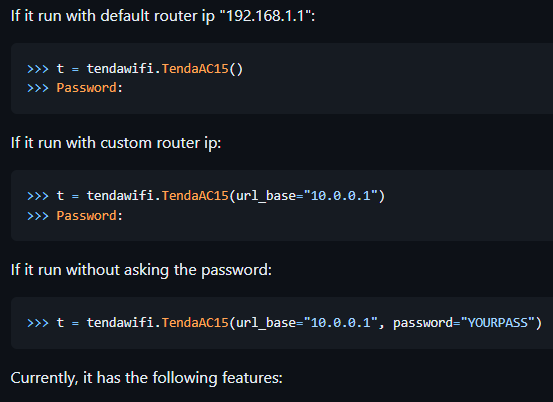 If it run with default router ip "192.168.1.1":
>>> t = tendawifi.TendaAC15()
>>> Password:
If it run with custom router ip:
>>> t = tendawifi.TendaAC15(url_base="10.0.0.1")
>>> Password:
If it run without asking the password:
>>> t = tendawifi.TendaAC15(url_base="10.0.0.1", password="YOURPASS")
Currently, it has the following features: